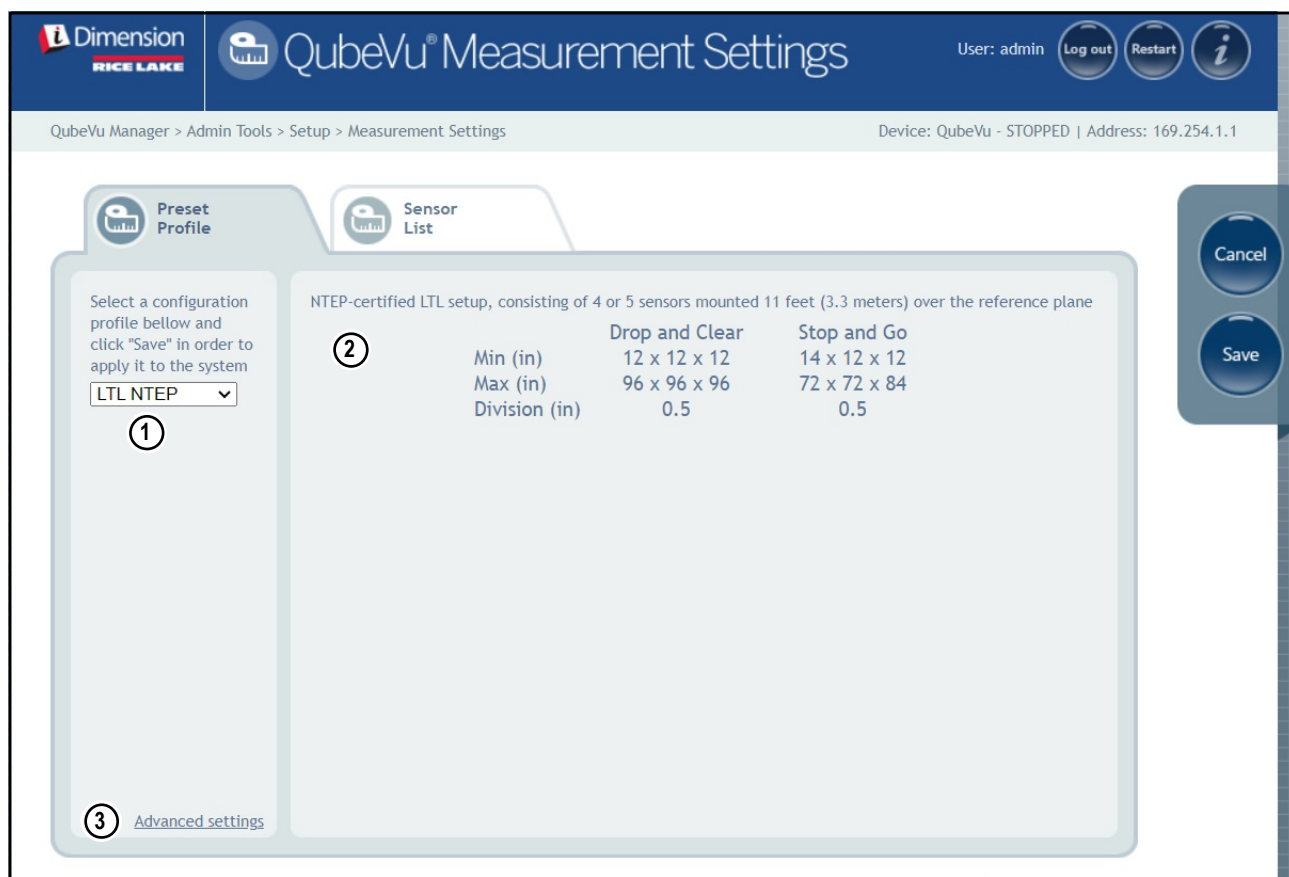 i Dimension
RICE LAKE
QubeVu® Measurement Settings
User: admin
Log out
Restart
i
QubeVu Manager > Admin Tools > Setup > Measurement Settings
Device: QubeVu - STOPPED | Address: 169.254.1.1
Preset
Profile
Sensor
List
Cancel
Save
Select a configuration
profile bellow and
click "Save" in order to
apply it to the system
LTL NTEP
1
NTEP-certified LTL setup, consisting of 4 or 5 sensors mounted 11 feet (3.3 meters) over the reference plane
2
Drop and Clear Stop and Go
Min (in) 12 x 12 x 12 14 x 12 x 12
Max (in) 96 x 96 x 96 72 x 72 x 84
Division (in) 0.5 0.5
3 Advanced settings